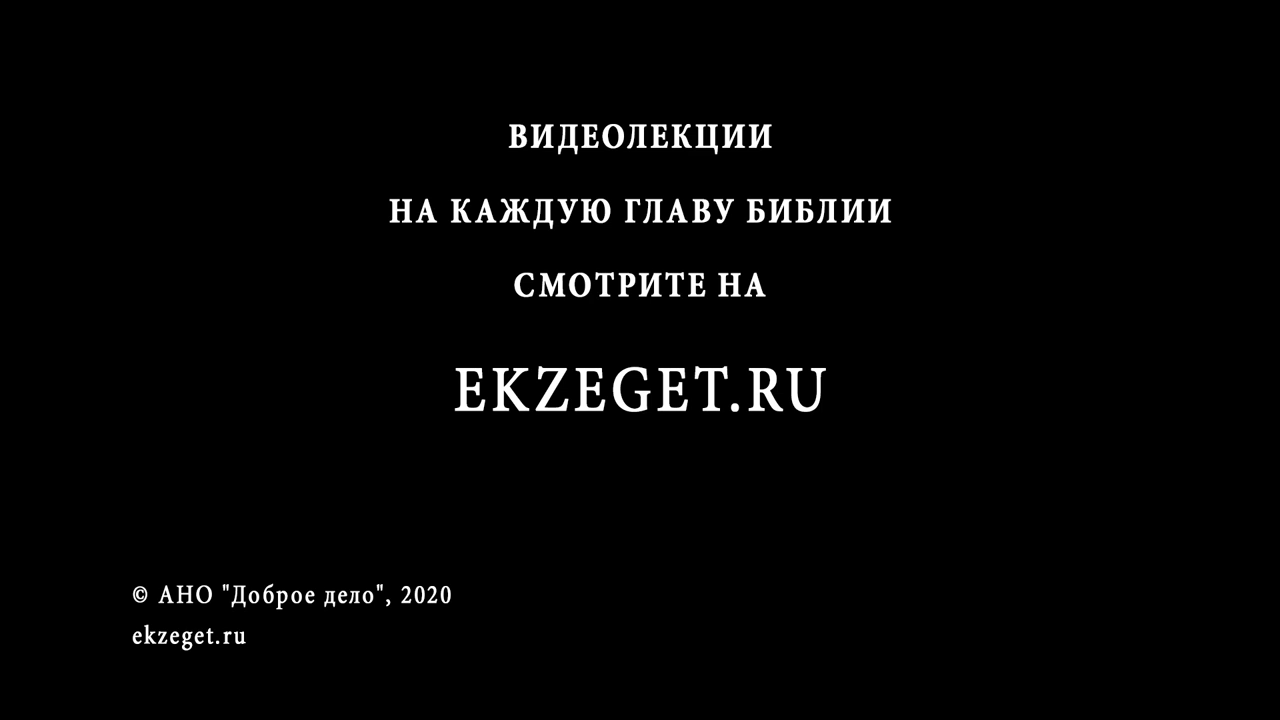 ВИДЕОЛЕКЦИИ
НА КАЖДУЮ ГЛАВУ БИБЛИИ
СМОТРИТЕ НА
EKZEGET.RU
© АНО "Доброе дело", 2020
ekzeget.ru